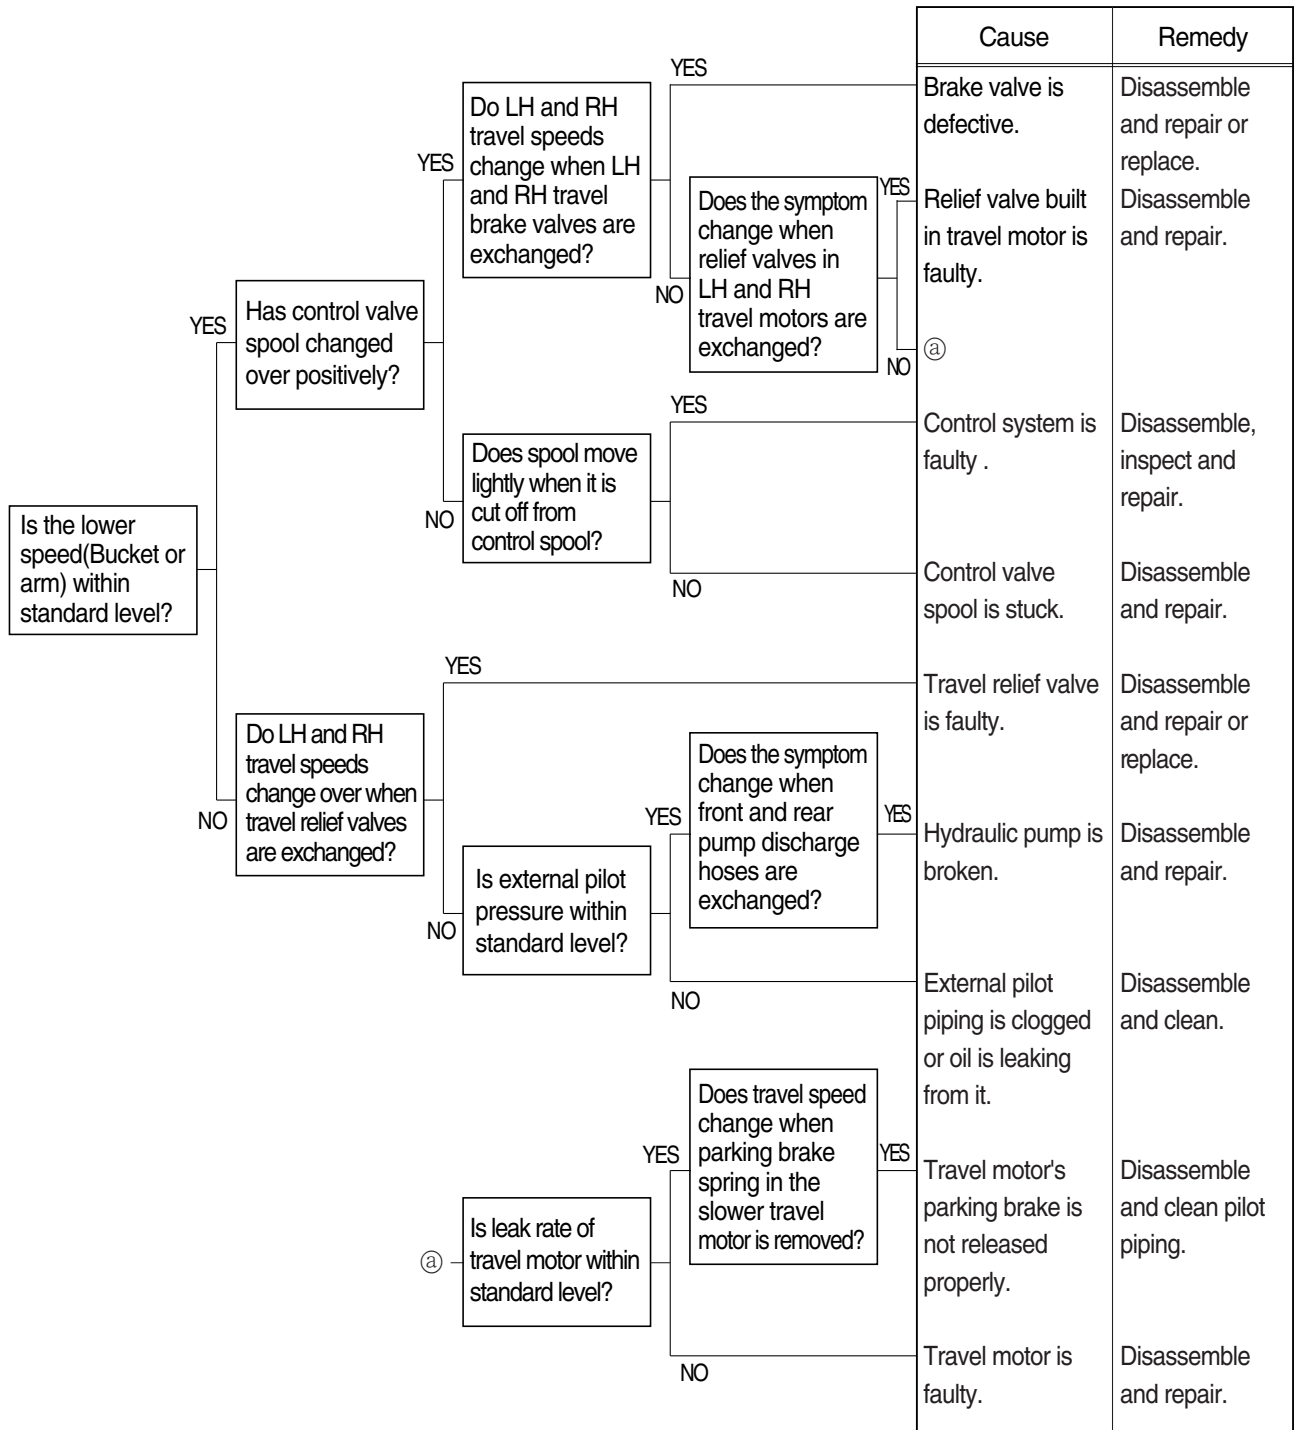 Cause
Remedy
YES
Brake valve is
defective.
Disassemble
and repair or
replace.
Do LH and RH
travel speeds
change when LH
and RH travel
brake valves are
exchanged?
YES
NO
Does the symptom
change when
relief valves in
LH and RH
travel motors are
exchanged?
YES
Relief valve built
in travel motor is
faulty.
Disassemble
and repair.
NO
ⓐ
YES
Has control valve
spool changed
over positively?
NO
Does spool move
lightly when it is
cut off from
control spool?
YES
Control system is
faulty .
Disassemble,
inspect and
repair.
NO
Control valve
spool is stuck.
Disassemble
and repair.
Is the lower
speed(Bucket or
arm) within
standard level?
NO
Do LH and RH
travel speeds
change over when
travel relief valves
are exchanged?
YES
Travel relief valve
is faulty.
Disassemble
and repair or
replace.
NO
Is external pilot
pressure within
standard level?
YES
Does the symptom
change when
front and rear
pump discharge
hoses are
exchanged?
YES
Hydraulic pump is
broken.
Disassemble
and repair.
NO
External pilot
piping is clogged
or oil is leaking
from it.
Disassemble
and clean.
ⓐ
Is leak rate of
travel motor within
standard level?
YES
Does travel speed
change when
parking brake
spring in the
slower travel
motor is removed?
YES
Travel motor's
parking brake is
not released
properly.
Disassemble
and clean pilot
piping.
NO
Travel motor is
faulty.
Disassemble
and repair.